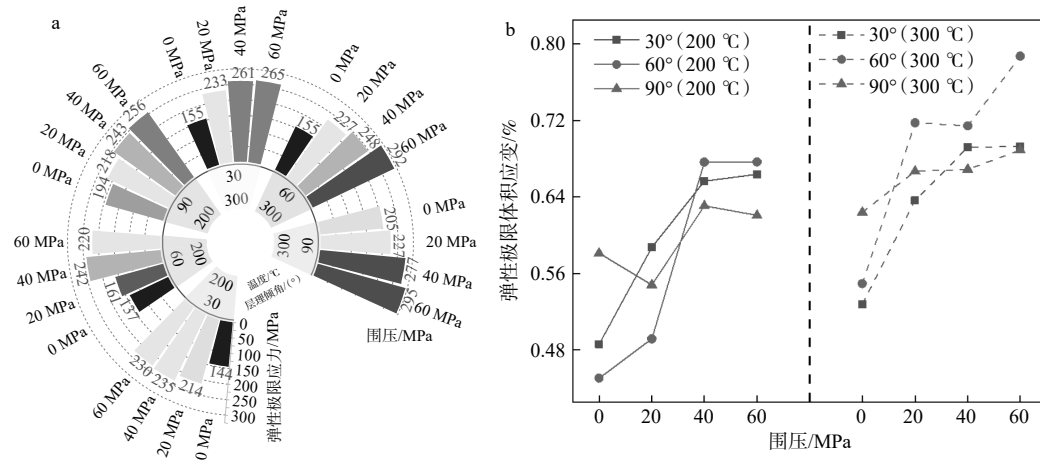 a
0 MPa
20 MPa
40 MPa
60 MPa
155
233
261
265
0 MPa
20 MPa
40 MPa
60 MPa
155
227
248
292
0 MPa
20 MPa
40 MPa
60 MPa
205
227
277
295
围压/MPa
0 MPa
20 MPa
40 MPa
60 MPa
194
218
243
256
60 MPa
40 MPa
20 MPa
0 MPa
220
242
161
137
60 MPa
40 MPa
20 MPa
0 MPa
230
235
214
144
30
300
60
300
90
300
90
200
60
200
30
200
温度/℃
层理倾角/(°)
0
50
100
150
200
250
300
弹性极限应力/MPa
b
30°(200 ℃)
60°(200 ℃)
90°(200 ℃)
30°(300 ℃)
60°(300 ℃)
90°(300 ℃)
0.80
0.72
0.64
0.56
0.48
弹性极限体积应变/%
0 20 40 60 0 20 40 60
围压/MPa